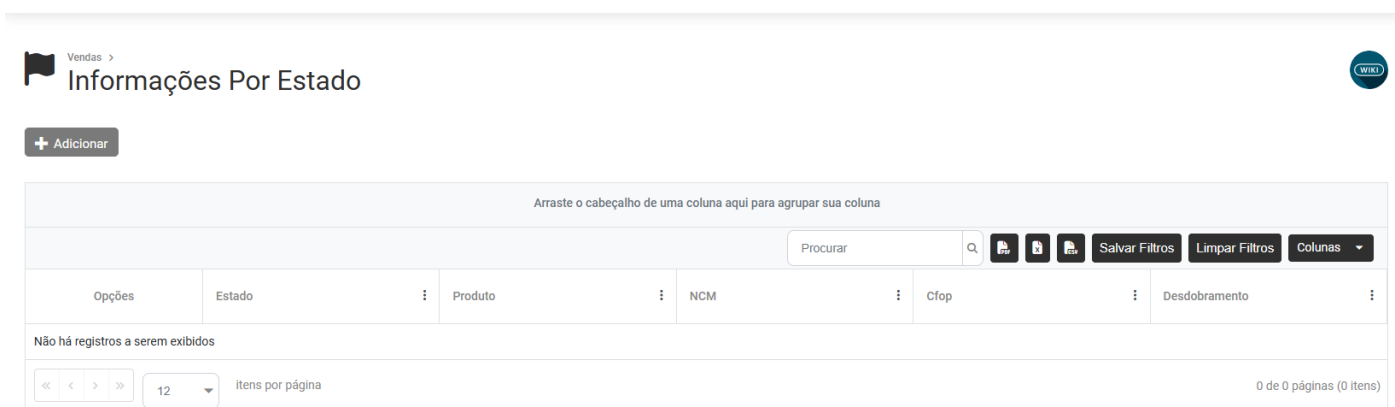 Vendas >
Informações Por Estado
WIKI
Adicionar
Arraste o cabeçalho de uma coluna aqui para agrupar sua coluna
Procurar PDF X CSV Salvar Filtros Limpar Filtros Colunas
Opções Estado Produto NCM Cfop Desdobramento
Não há registros a serem exibidos
12 itens por página 0 de 0 páginas (0 itens)